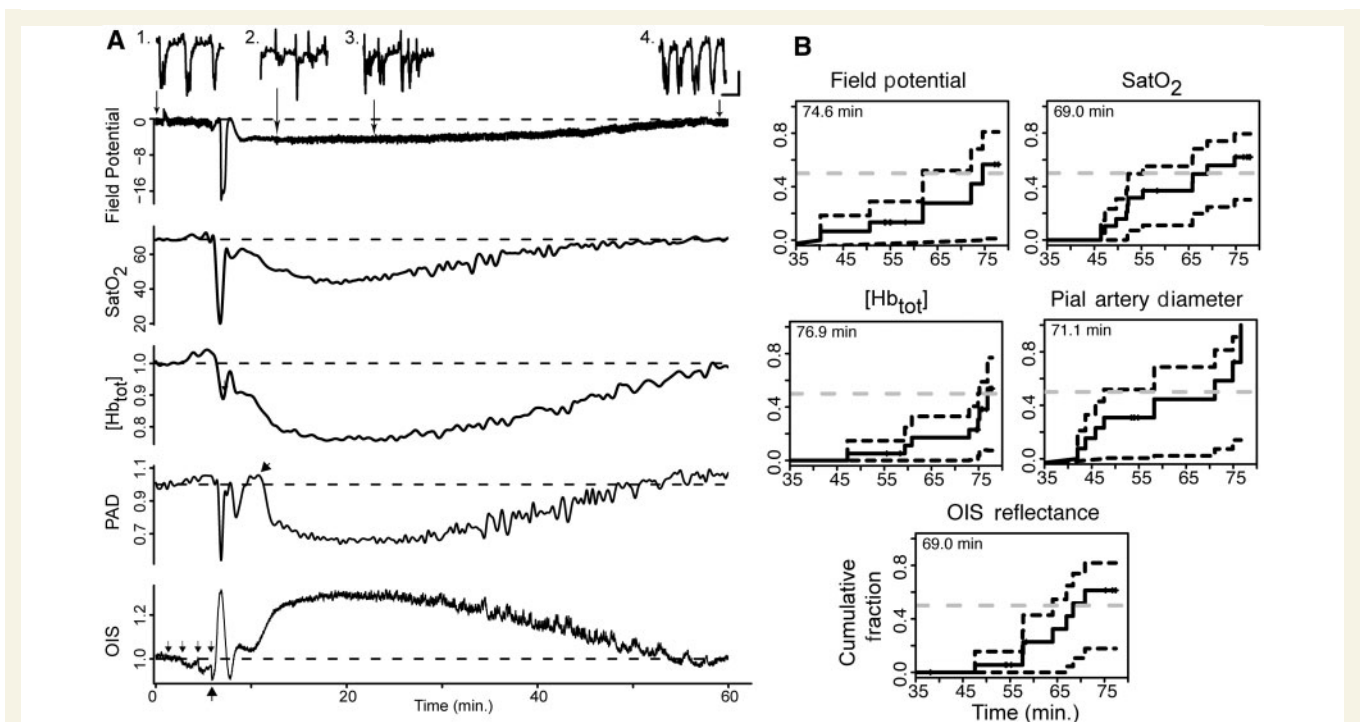 A
1.
2.
3.
4.
Field Potential
0
-8
-16
SatO2
60
40
20
[Hbtot]
1.0
0.9
0.8
PAD
1.1
0.9
0.7
OIS
1.2
1.0
0
20
40
60
Time (min.)
B
Field potential
74.6 min
0.8
0.4
0.0
35 45 55 65 75
SatO2
69.0 min
0.8
0.4
0.0
35 45 55 65 75
[Hbtot]
76.9 min
0.8
0.4
0.0
35 45 55 65 75
Pial artery diameter
71.1 min
0.8
0.4
0.0
35 45 55 65 75
OIS reflectance
69.0 min
Cumulative
fraction
0.8
0.4
0.0
35 45 55 65 75
Time (min.)